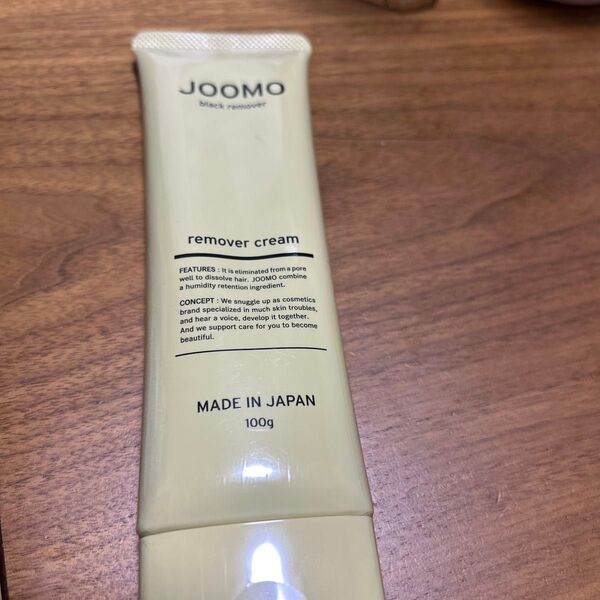 JOOMO
black remover
remover cream
FEATURES : It is eliminated from a pore
well to dissolve hair, JOOMO combine
a humidity retention ingredient.
CONCEPT : We snuggle up as cosmetics
brand specialized in much skin troubles,
and hear a voice, develop it together.
And we support care for you to become
beautiful.
MADE IN JAPAN
100g